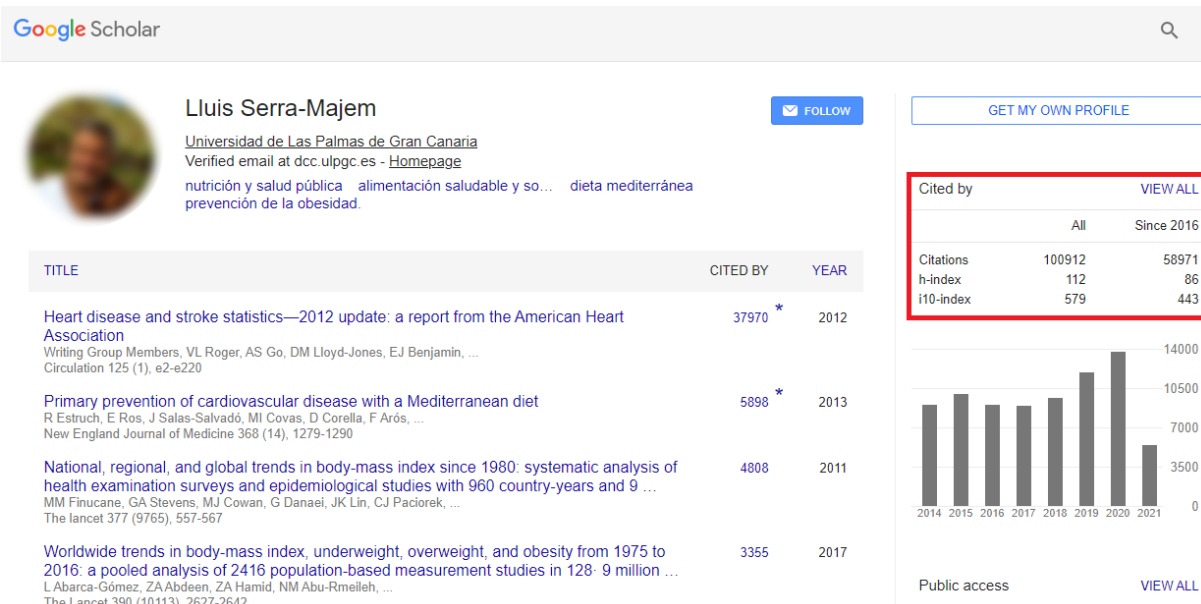 Google Scholar
Lluis Serra-Majem
FOLLOW
Universidad de Las Palmas de Gran Canaria
Verified email at dcc.ulpgc.es - Homepage
nutrición y salud pública alimentación saludable y so... dieta mediterránea
prevención de la obesidad.
TITLE CITED BY YEAR
Heart disease and stroke statistics—2012 update: a report from the American Heart
Association
37970 * 2012
Writing Group Members, VL Roger, AS Go, DM Lloyd-Jones, EJ Benjamin, ...
Circulation 125 (1), e2-e220
Primary prevention of cardiovascular disease with a Mediterranean diet 5898 * 2013
R Estruch, E Ros, J Salas-Salvadó, MI Covas, D Corella, F Arós, ...
New England Journal of Medicine 368 (14), 1279-1290
National, regional, and global trends in body-mass index since 1980: systematic analysis of
health examination surveys and epidemiological studies with 960 country-years and 9 ...
4808 2011
MM Finucane, GA Stevens, MJ Cowan, G Danaei, JK Lin, CJ Paciorek, ...
The lancet 377 (9765), 557-567
Worldwide trends in body-mass index, underweight, overweight, and obesity from 1975 to
2016: a pooled analysis of 2416 population-based measurement studies in 128· 9 million ...
3355 2017
L Abarca-Gómez, ZA Abdeen, ZA Hamid, NM Abu-Rmeileh, ...
The Lancet 390 (10113), 2627-2642
GET MY OWN PROFILE
Cited by VIEW ALL
All Since 2016
Citations 100912 58971
h-index 112 86
i10-index 579 443
14000
10500
7000
3500
0
2014 2015 2016 2017 2018 2019 2020 2021
Public access VIEW ALL